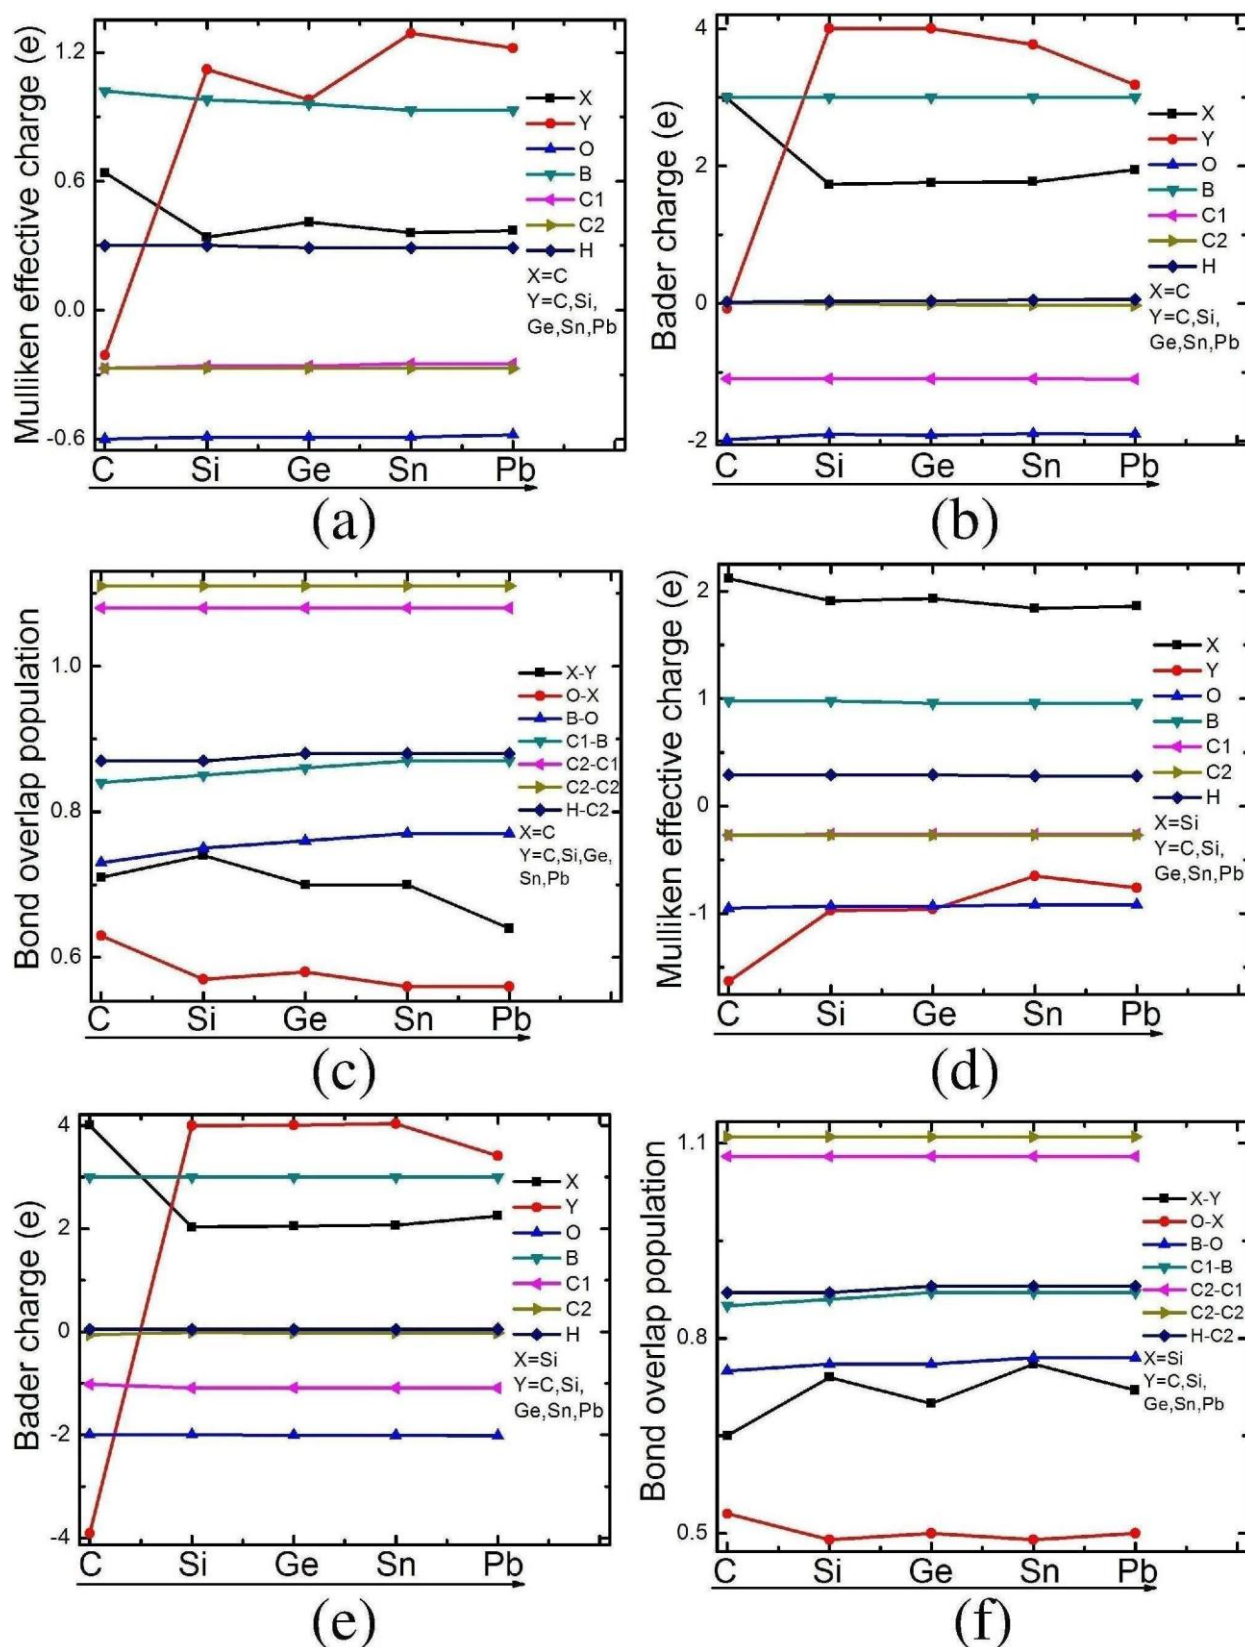 Mulliken effective charge (e)
1.2
0.6
0.0
-0.6
X
Y
O
B
C1
C2
H
X=C
Y=C,Si,
Ge,Sn,Pb
C Si Ge Sn Pb
(a)
Bader charge (e)
4
2
0
-2
X
Y
O
B
C1
C2
H
X=C
Y=C,Si,
Ge,Sn,Pb
C Si Ge Sn Pb
(b)
Bond overlap population
1.0
0.8
0.6
X-Y
O-X
B-O
C1-B
C2-C1
C2-C2
H-C2
X=C
Y=C,Si,Ge,
Sn,Pb
C Si Ge Sn Pb
(c)
Mulliken effective charge (e)
2
1
0
-1
X
Y
O
B
C1
C2
H
X=Si
Y=C,Si,
Ge,Sn,Pb
C Si Ge Sn Pb
(d)
Bader charge (e)
4
2
0
-2
-4
X
Y
O
B
C1
C2
H
X=Si
Y=C,Si,
Ge,Sn,Pb
C Si Ge Sn Pb
(e)
Bond overlap population
1.1
0.8
0.5
X-Y
O-X
B-O
C1-B
C2-C1
C2-C2
H-C2
X=Si
Y=C,Si,
Ge,Sn,Pb
C Si Ge Sn Pb
(f)